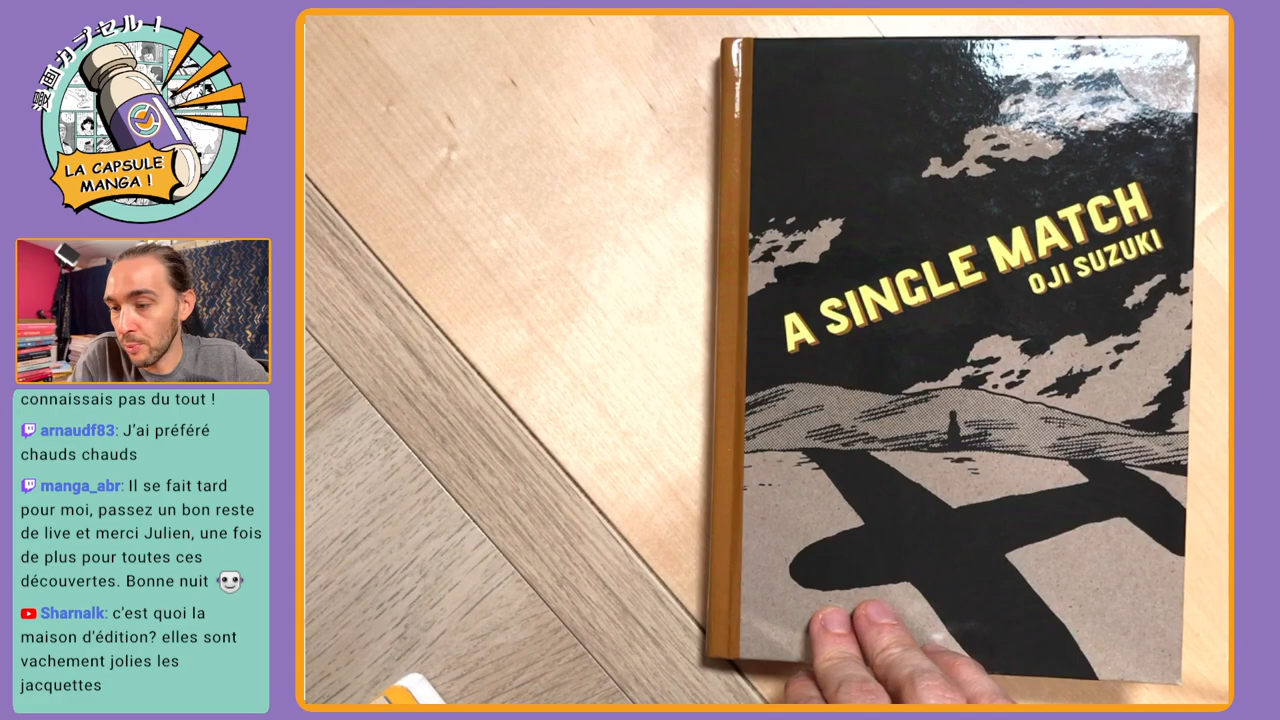 漫画カプセル！
LA CAPSULE
MANGA !
connaissais pas du tout !
arnaudf83: J'ai préféré
chauds chauds
manga_abr: Il se fait tard
pour moi, passez un bon reste
de live et merci Julien, une fois
de plus pour toutes ces
découvertes. Bonne nuit
Sharnalk: c'est quoi la
maison d'édition? elles sont
vachement jolies les
jacquettes
A SINGLE MATCH
OJI SUZUKI